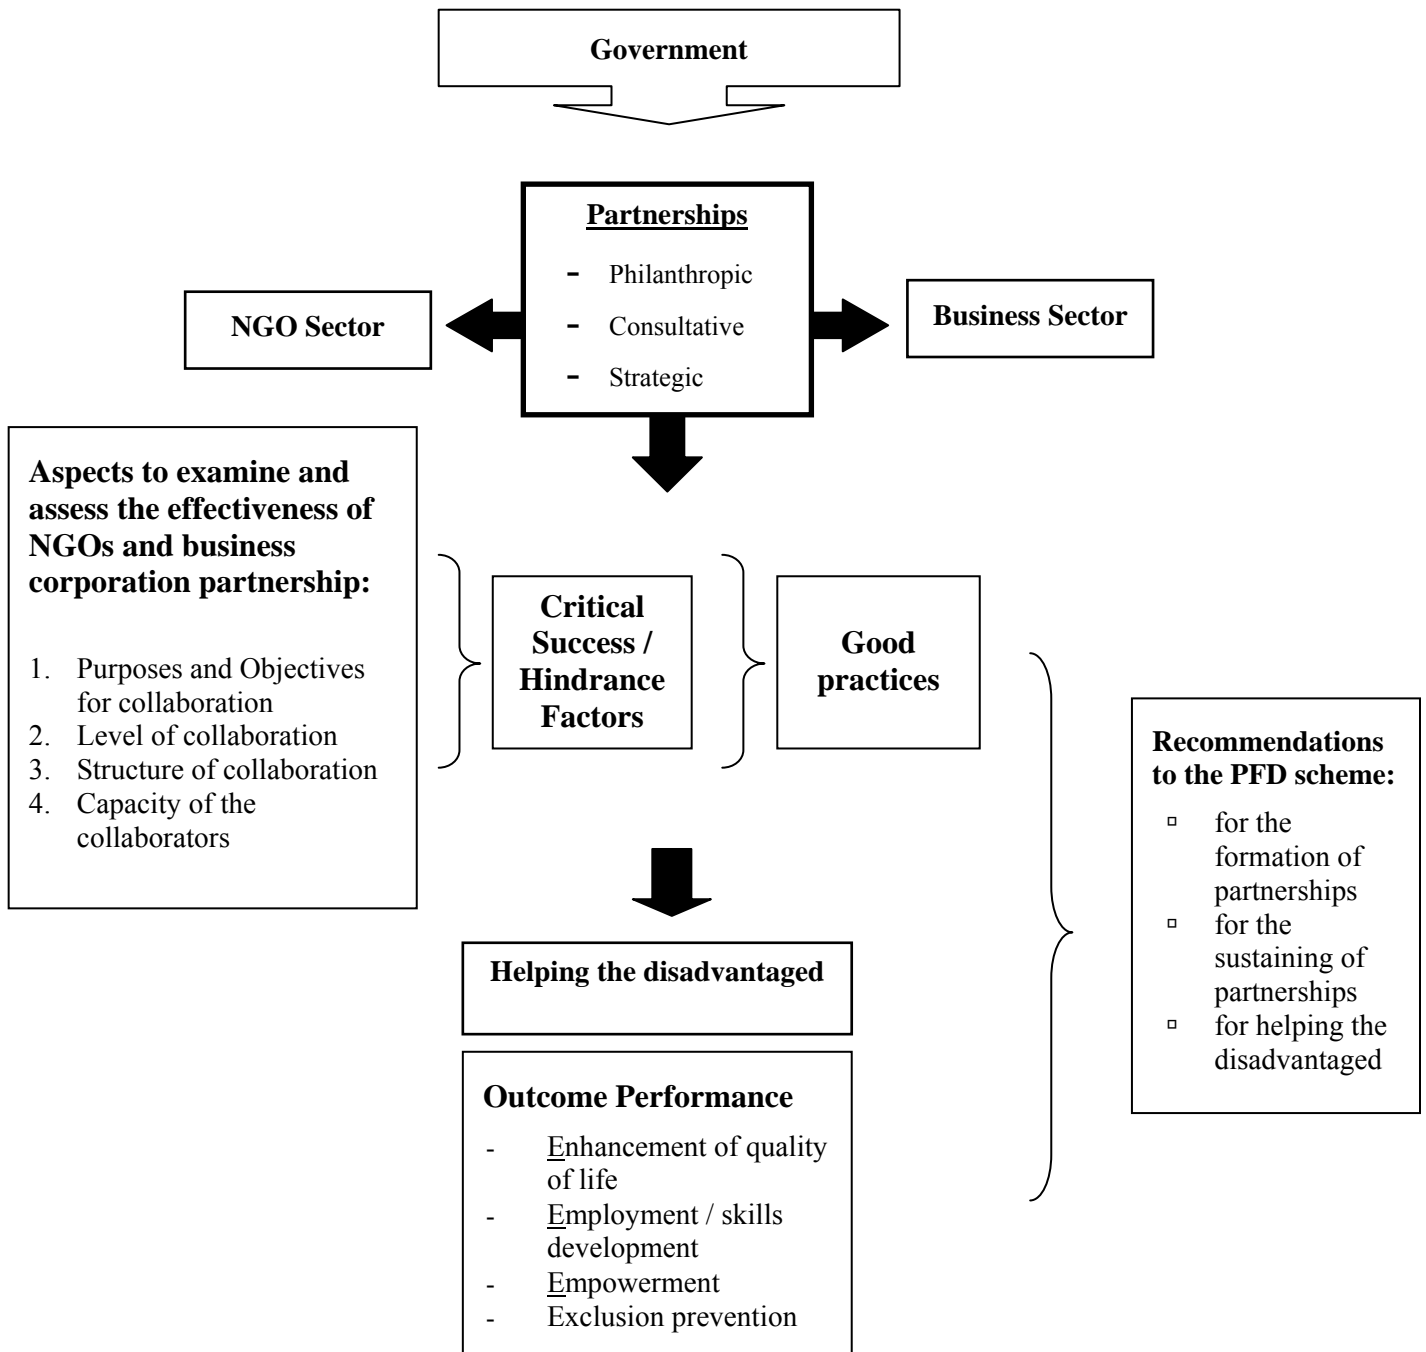 Government
Partnerships
- Philanthropic
- Consultative
- Strategic
NGO Sector
Business Sector
Aspects to examine and
assess the effectiveness of
NGOs and business
corporation partnership:
1. Purposes and Objectives
for collaboration
2. Level of collaboration
3. Structure of collaboration
4. Capacity of the
collaborators
Critical
Success /
Hindrance
Factors
Good
practices
Recommendations
to the PFD scheme:
▫ for the
formation of
partnerships
▫ for the
sustaining of
partnerships
▫ for helping the
disadvantaged
Helping the disadvantaged
Outcome Performance
- Enhancement of quality
of life
- Employment / skills
development
- Empowerment
- Exclusion prevention